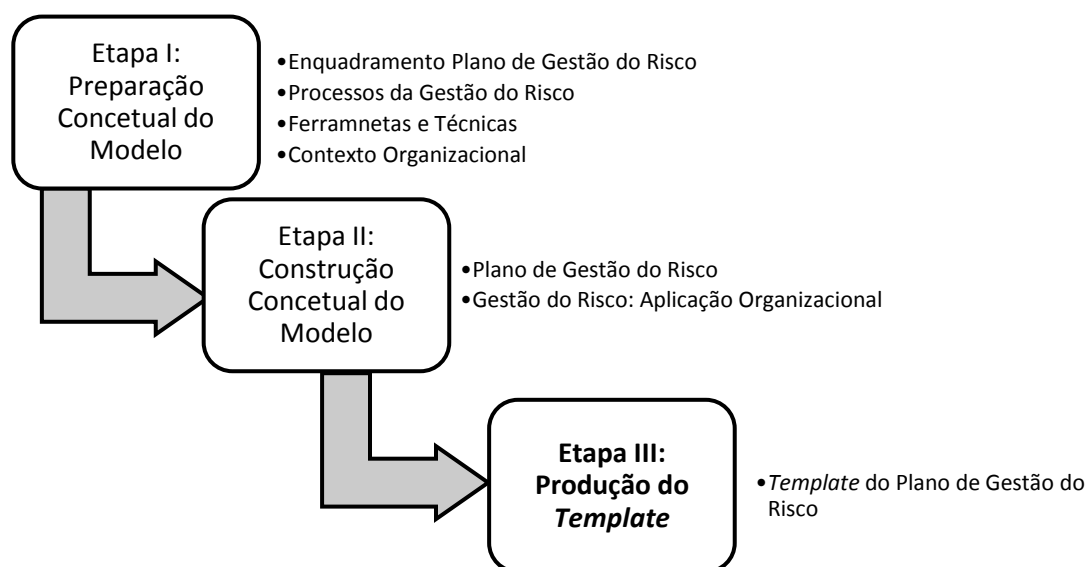 Etapa I:
Preparação
Concetual do
Modelo
•Enquadramento Plano de Gestão do Risco
•Processos da Gestão do Risco
•Ferramnetas e Técnicas
•Contexto Organizacional
Etapa II:
Construção
Concetual do
Modelo
•Plano de Gestão do Risco
•Gestão do Risco: Aplicação Organizacional
Etapa III:
Produção do
Template
•Template do Plano de Gestão do
Risco